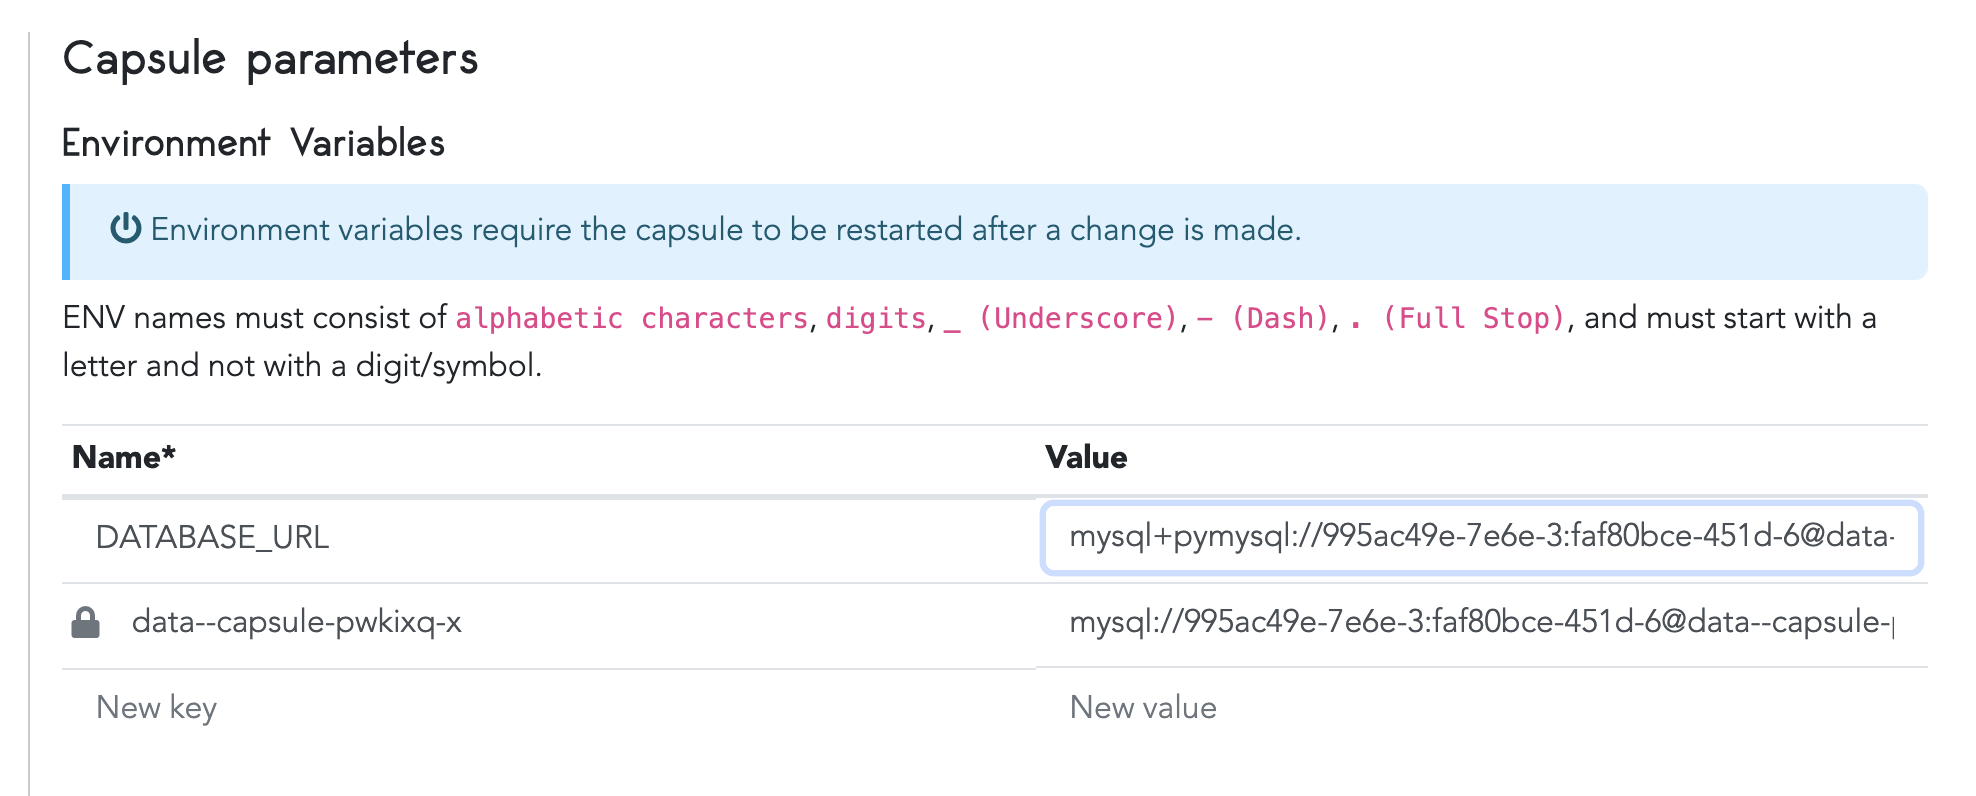 Capsule parameters
Environment Variables
Environment variables require the capsule to be restarted after a change is made.
ENV names must consist of alphabetic characters, digits, _ (Underscore), - (Dash), . (Full Stop), and must start with a
letter and not with a digit/symbol.
Name* Value
DATABASE_URL mysql+pymysql://995ac49e-7e6e-3:faf80bce-451d-6@data-
data--capsule-pwkixq-x mysql://995ac49e-7e6e-3:faf80bce-451d-6@data--capsule-
New key New value